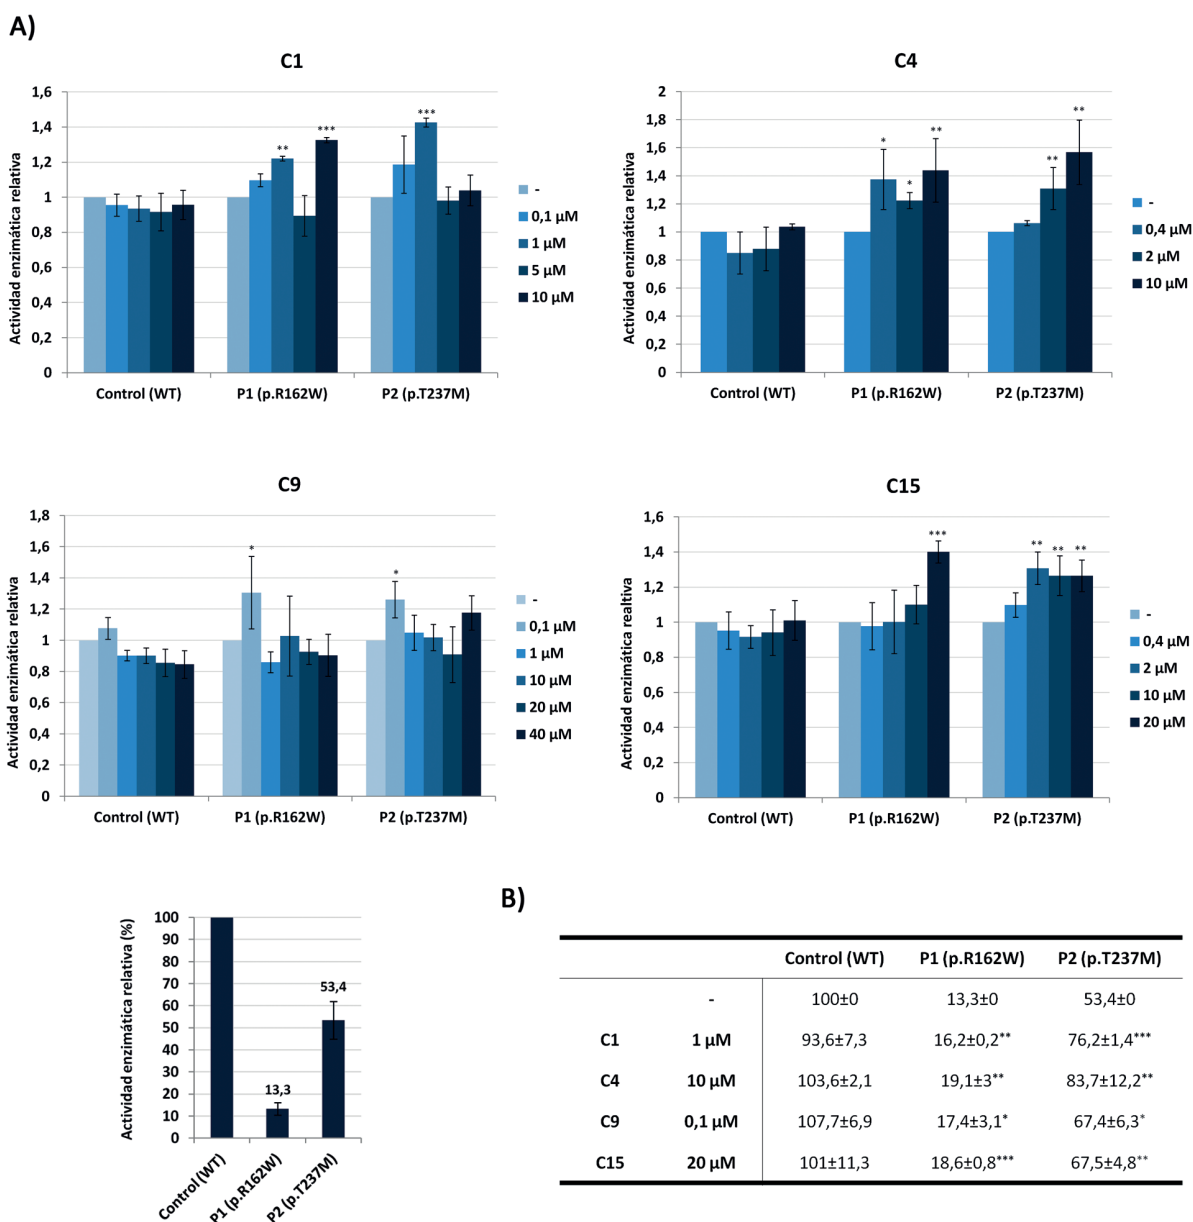 A)
C1
Actividad enzimática relativa
1,6
1,4
1,2
1
0,8
0,6
0,4
0,2
0
** *** ***
Control (WT) P1 (p.R162W) P2 (p.T237M)
-
0,1 µM
1 µM
5 µM
10 µM
C4
Actividad enzimática relativa
2
1,8
1,6
1,4
1,2
1
0,8
0,6
0,4
0,2
0
* * ** ** **
Control (WT) P1 (p.R162W) P2 (p.T237M)
-
0,4 µM
2 µM
10 µM
C9
Actividad enzimática relativa
1,8
1,6
1,4
1,2
1
0,8
0,6
0,4
0,2
0
* *
Control (WT) P1 (p.R162W) P2 (p.T237M)
-
0,1 µM
1 µM
10 µM
20 µM
40 µM
C15
Actividad enzimática realtiva
1,6
1,4
1,2
1
0,8
0,6
0,4
0,2
0
*** ** ** **
Control (WT) P1 (p.R162W) P2 (p.T237M)
-
0,4 µM
2 µM
10 µM
20 µM
Actividad enzimática relativa (%)
100
90
80
70
60
50
40
30
20
10
0
13,3
53,4
Control (WT)
P1 (p.R162W)
P2 (p.T237M)
B)
Control (WT) P1 (p.R162W) P2 (p.T237M)
- 100±0 13,3±0 53,4±0
C1 1 µM 93,6±7,3 16,2±0,2** 76,2±1,4***
C4 10 µM 103,6±2,1 19,1±3** 83,7±12,2**
C9 0,1 µM 107,7±6,9 17,4±3,1* 67,4±6,3*
C15 20 µM 101±11,3 18,6±0,8*** 67,5±4,8**